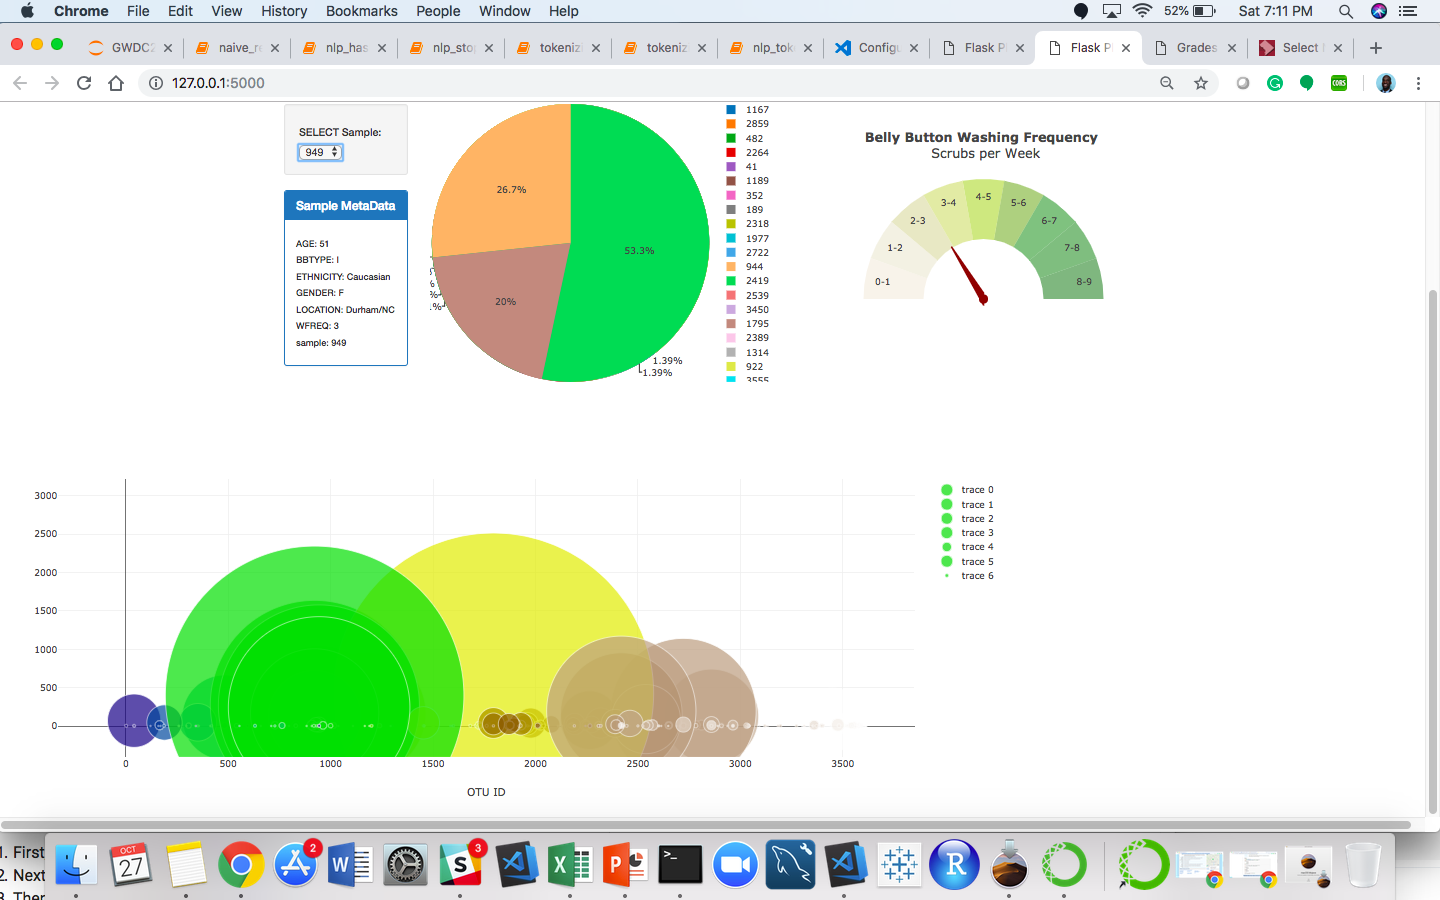 Chrome File Edit View History Bookmarks People Window Help 52% Sat 7:11 PM
GWDC2 naive_re nlp_has nlp_sto tokeniz tokeniz nlp_tok Configu Flask P Flask P Grades Select
127.0.0.1:5000
CORS
SELECT Sample:
949
Sample MetaData
AGE: 51
BBTYPE: I
ETHNICITY: Caucasian
GENDER: F
LOCATION: Durham/NC
WFREQ: 3
sample: 949
26.7%
53.3%
20%
1.39%
1.39%
1167
2859
482
2264
41
1189
352
189
2318
1977
2722
944
2419
2539
3450
1795
2389
1314
922
3555
Belly Button Washing Frequency
Scrubs per Week
0-1
1-2
2-3
3-4
4-5
5-6
6-7
7-8
8-9
3000
2500
2000
1500
1000
500
0
0 500 1000 1500 2000 2500 3000 3500
OTU ID
trace 0
trace 1
trace 2
trace 3
trace 4
trace 5
trace 6
1. First
2. Next
3. Ther
OCT
27
2
W
S
3
X
P
>_
R